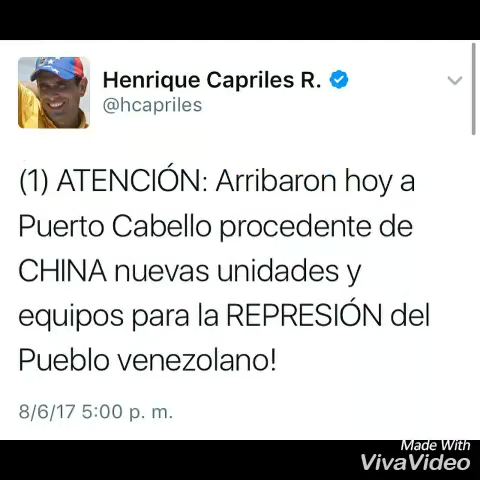 Henrique Capriles R.
@hcapriles
(1) ATENCIÓN: Arribaron hoy a
Puerto Cabello procedente de
CHINA nuevas unidades y
equipos para la REPRESIÓN del
Pueblo venezolano!
8/6/17 5:00 p. m.
Made With
VivaVideo